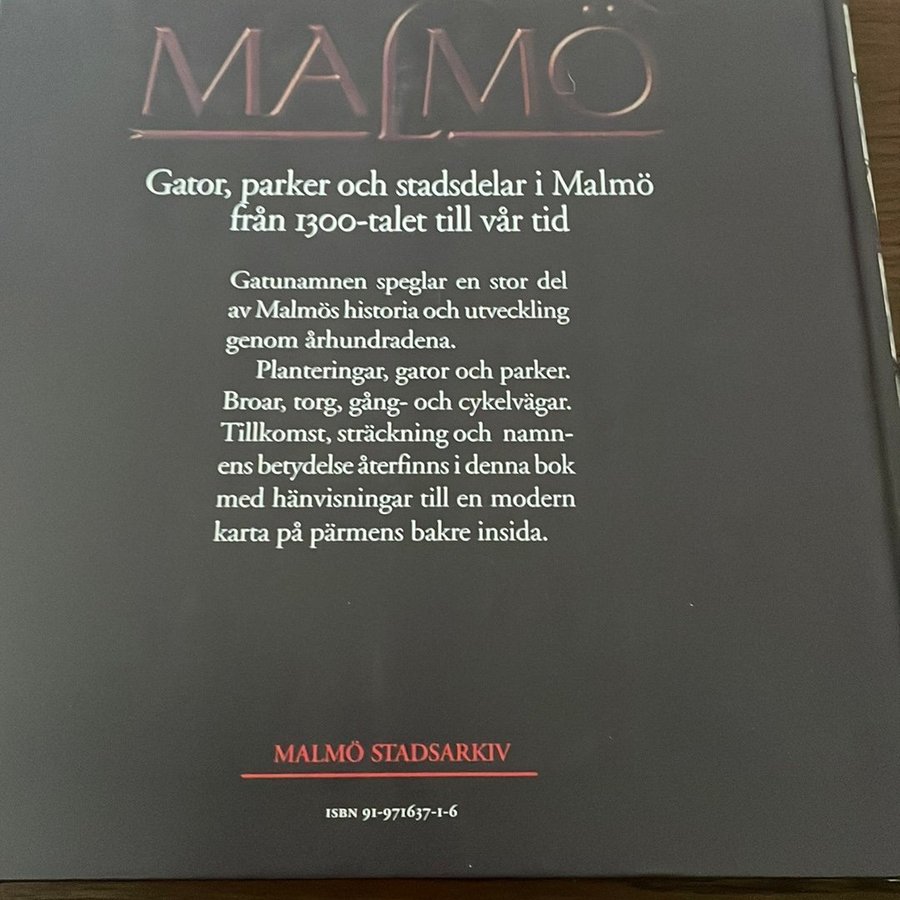 MALMÖ
Gator, parker och stadsdelar i Malmö
från 1300-talet till vår tid
Gatunamnen speglar en stor del
av Malmös historia och utveckling
genom århundradena.
Planteringar, gator och parker.
Broar, torg, gång- och cykelvägar.
Tillkomst, sträckning och namn-
ens betydelse återfinns i denna bok
med hänvisningar till en modern
karta på pärmens bakre insida.
MALMÖ STADSARKIV
ISBN 91-971637-1-6